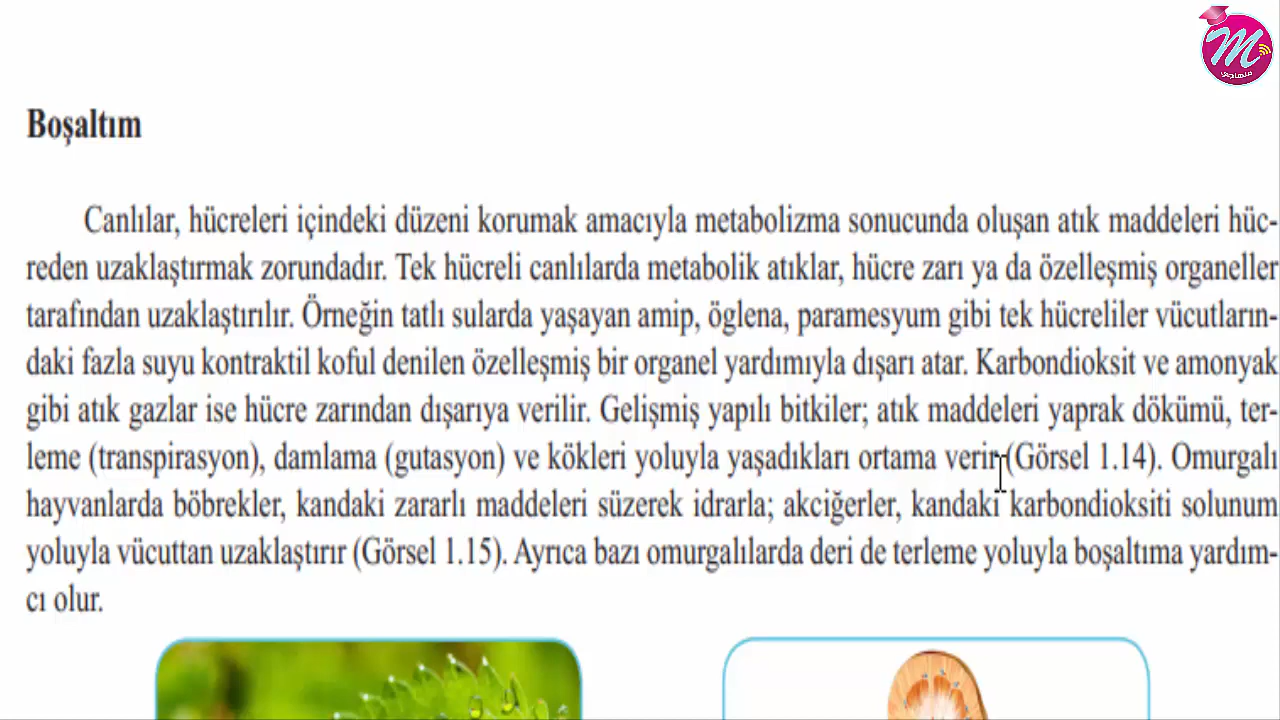 Boşaltım
Canlılar, hücreleri içindeki düzeni korumak amacıyla metabolizma sonucunda oluşan atık maddeleri hüc-
reden uzaklaştırmak zorundadır. Tek hücreli canlılarda metabolik atıklar, hücre zarı ya da özelleşmiş organeller
tarafından uzaklaştırılır. Örneğin tatlı sularda yaşayan amip, öglena, paramesyum gibi tek hücreliler vücutların-
daki fazla suyu kontraktil koful denilen özelleşmiş bir organel yardımıyla dışarı atar. Karbondioksit ve amonyak
gibi atık gazlar ise hücre zarından dışarıya verilir. Gelişmiş yapılı bitkiler; atık maddeleri yaprak dökümü, ter-
leme (transpirasyon), damlama (gutasyon) ve kökleri yoluyla yaşadıkları ortama verir (Görsel 1.14). Omurgalı
hayvanlarda böbrekler, kandaki zararlı maddeleri süzerek idrarla; akciğerler, kandaki karbondioksiti solunum
yoluyla vücuttan uzaklaştırır (Görsel 1.15). Ayrıca bazı omurgalılarda deri de terleme yoluyla boşaltıma yardım-
cı olur.
M
منهاجي